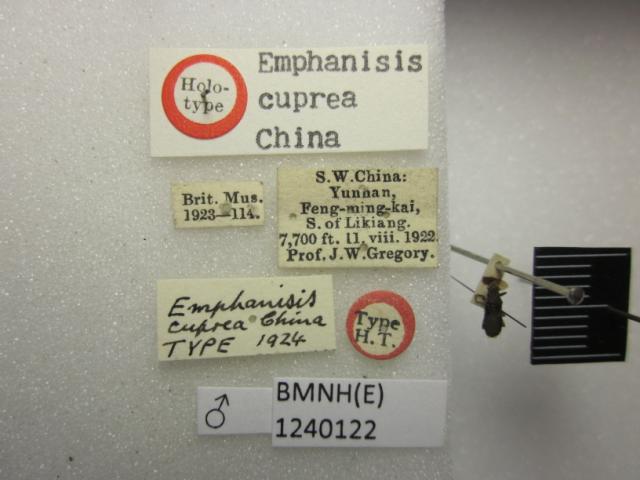 Holo-
type
Emphanisis
cuprea
China
Brit. Mus.
1923—114.
S.W.China:
Yunnan,
Feng-ming-kai,
S. of Likiang.
7,700 ft. 11.viii.1922.
Prof. J.W.Gregory.
Emphanisis
cuprea China
TYPE 1924
Type
H.T.
♂
BMNH(E)
1240122